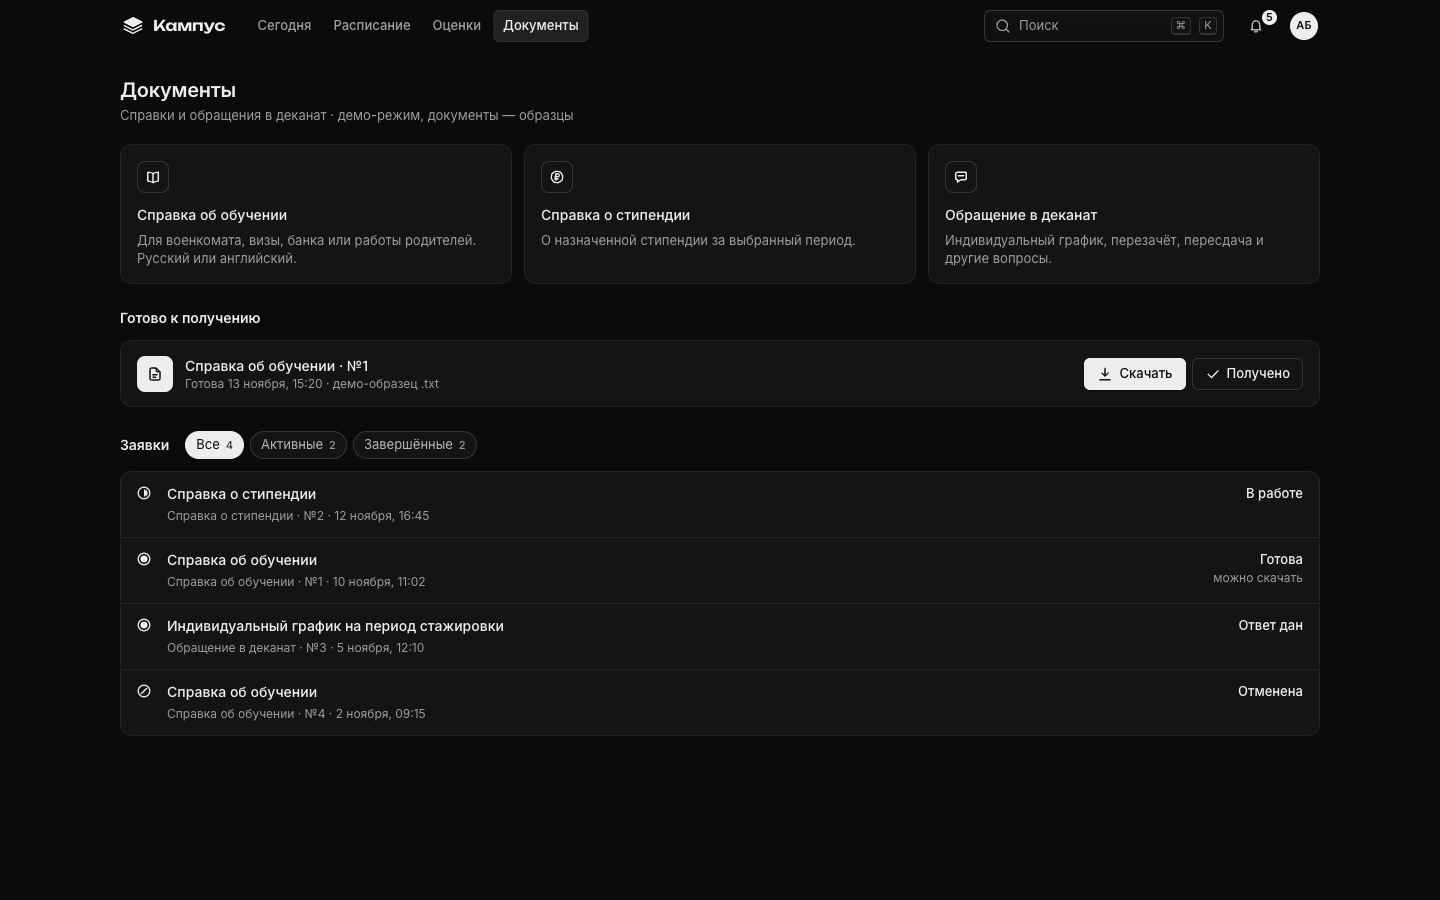 Кампус
Сегодня
Расписание
Оценки
Документы
Поиск
⌘ K
5
АБ
Документы
Справки и обращения в деканат · демо-режим, документы — образцы
Справка об обучении
Для военкомата, визы, банка или работы родителей.
Русский или английский.
Справка о стипендии
О назначенной стипендии за выбранный период.
Обращение в деканат
Индивидуальный график, перезачёт, пересдача и
другие вопросы.
Готово к получению
Справка об обучении · №1
Готова 13 ноября, 15:20 · демо-образец .txt
Скачать
Получено
Заявки
Все 4
Активные 2
Завершённые 2
Справка о стипендии
В работе
Справка о стипендии · №2 · 12 ноября, 16:45
Справка об обучении
Готова
Справка об обучении · №1 · 10 ноября, 11:02
можно скачать
Индивидуальный график на период стажировки
Ответ дан
Обращение в деканат · №3 · 5 ноября, 12:10
Справка об обучении
Отменена
Справка об обучении · №4 · 2 ноября, 09:15